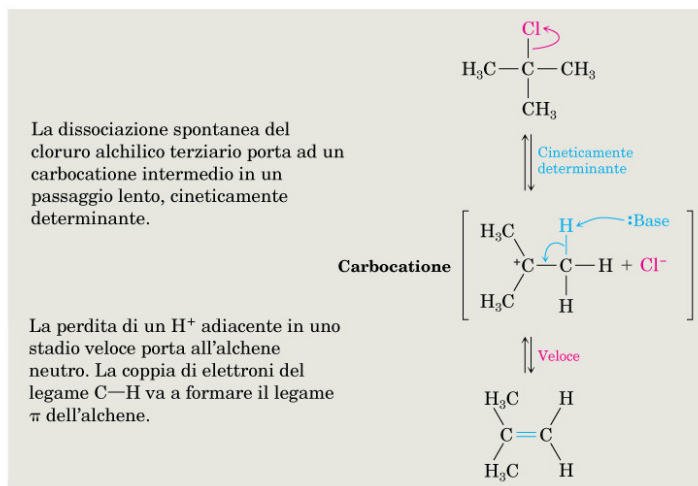 Cl
H₃C—C—CH₃
CH₃
La dissociazione spontanea del
cloruro alchilico terziario porta ad un
carbocatione intermedio in un
passaggio lento, cineticamente
determinante.
Cineticamente
determinante
H :Base
H₃C
Carbocatione
⁺C—C—H + Cl⁻
H₃C H
La perdita di un H⁺ adiacente in uno
stadio veloce porta all'alchene
neutro. La coppia di elettroni del
legame C—H va a formare il legame
π dell'alchene.
Veloce
H₃C H
C=C
H₃C H